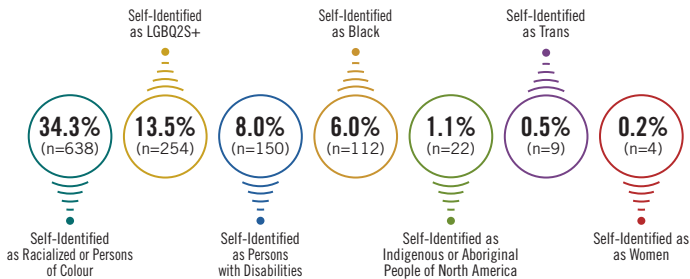 Self-Identified
as LGBQ2S+
Self-Identified
as Black
Self-Identified
as Trans
34.3%
(n=638)
13.5%
(n=254)
8.0%
(n=150)
6.0%
(n=112)
1.1%
(n=22)
0.5%
(n=9)
0.2%
(n=4)
Self-Identified
as Racialized or Persons
of Colour
Self-Identified
as Persons
with Disabilities
Self-Identified as
Indigenous or Aboriginal
People of North America
Self-Identified as
as Women